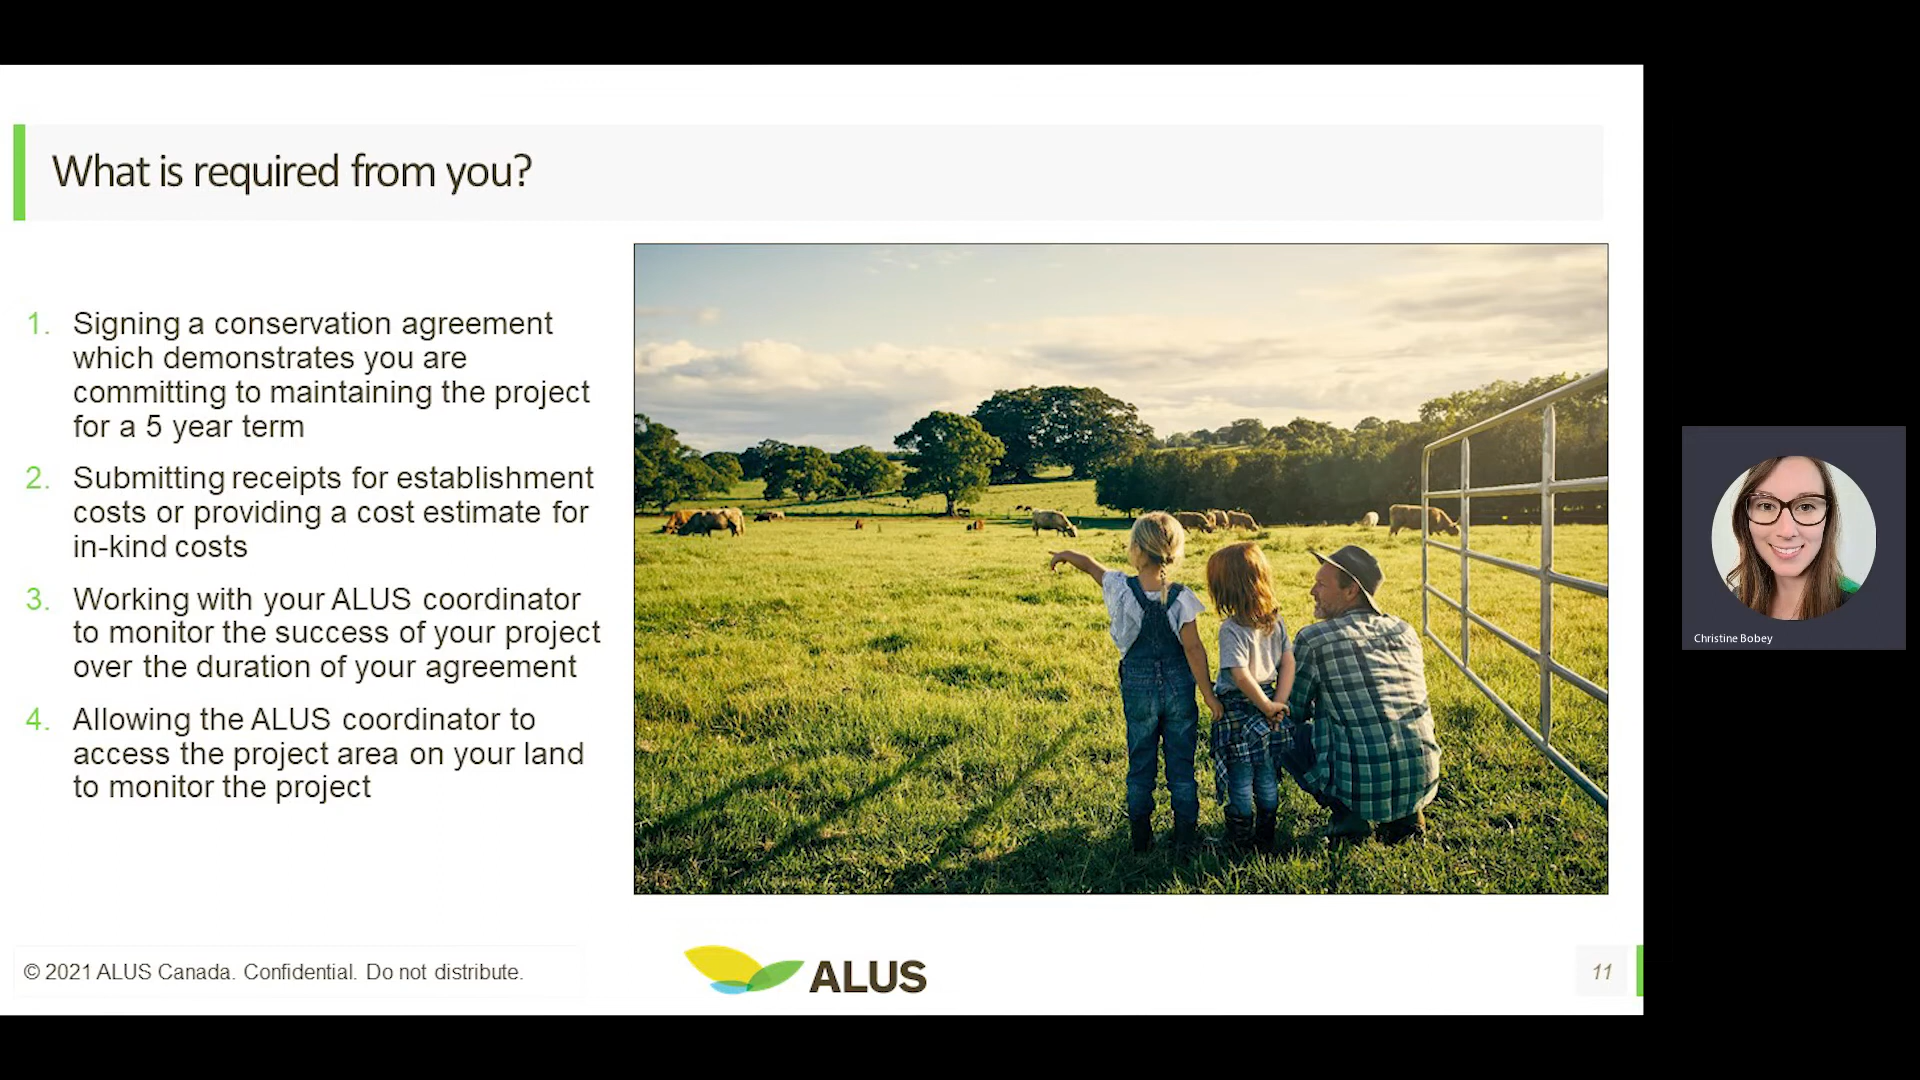 What is required from you?
1. Signing a conservation agreement
which demonstrates you are
committing to maintaining the project
for a 5 year term
2. Submitting receipts for establishment
costs or providing a cost estimate for
in-kind costs
3. Working with your ALUS coordinator
to monitor the success of your project
over the duration of your agreement
4. Allowing the ALUS coordinator to
access the project area on your land
to monitor the project
© 2021 ALUS Canada. Confidential. Do not distribute.
ALUS
11
Christine Bobey